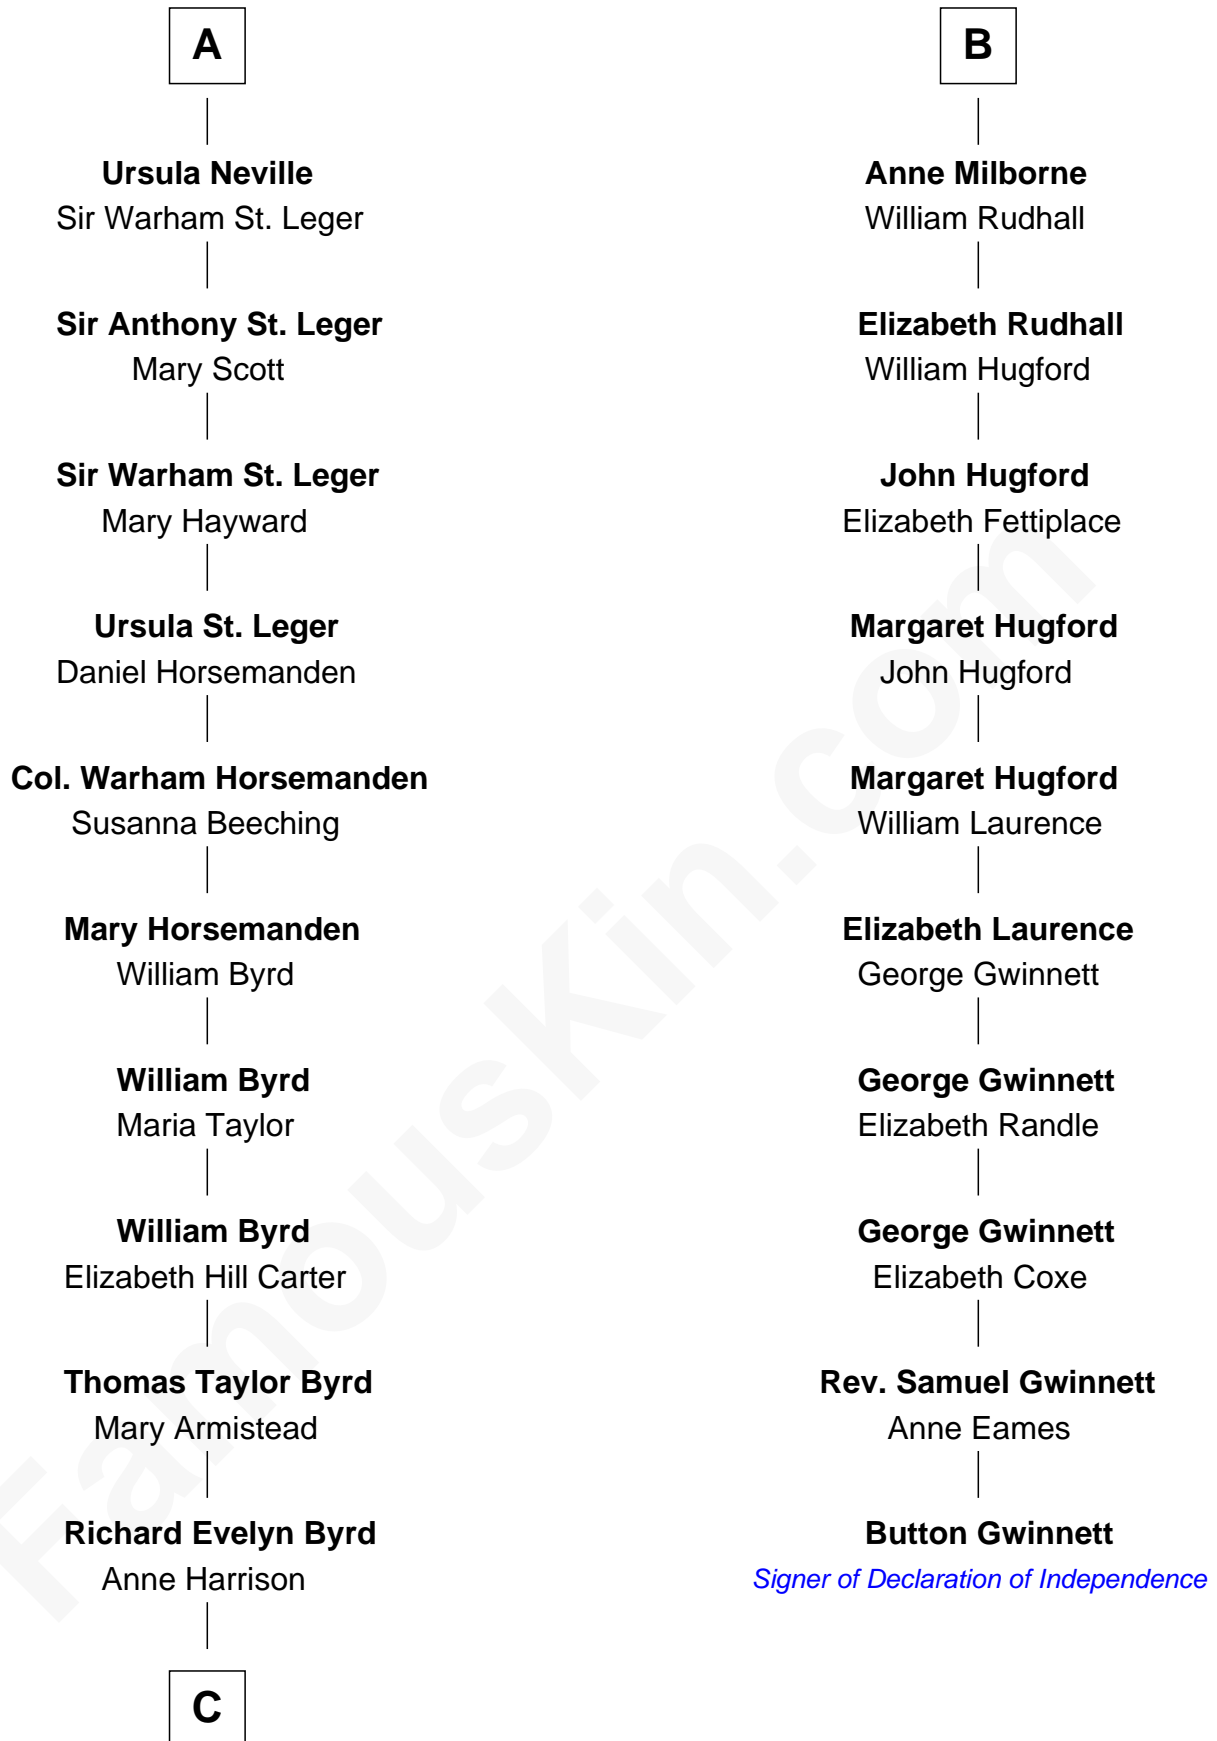 A
Ursula Neville
Sir Warham St. Leger
Sir Anthony St. Leger
Mary Scott
Sir Warham St. Leger
Mary Hayward
Ursula St. Leger
Daniel Horsemanden
Col. Warham Horsemanden
Susanna Beeching
Mary Horsemanden
William Byrd
William Byrd
Maria Taylor
William Byrd
Elizabeth Hill Carter
Thomas Taylor Byrd
Mary Armistead
Richard Evelyn Byrd
Anne Harrison
C
B
Anne Milborne
William Rudhall
Elizabeth Rudhall
William Hugford
John Hugford
Elizabeth Fettiplace
Margaret Hugford
John Hugford
Margaret Hugford
William Laurence
Elizabeth Laurence
George Gwinnett
George Gwinnett
Elizabeth Randle
George Gwinnett
Elizabeth Coxe
Rev. Samuel Gwinnett
Anne Eames
Button Gwinnett
Signer of Declaration of Independence
FamousKin.com